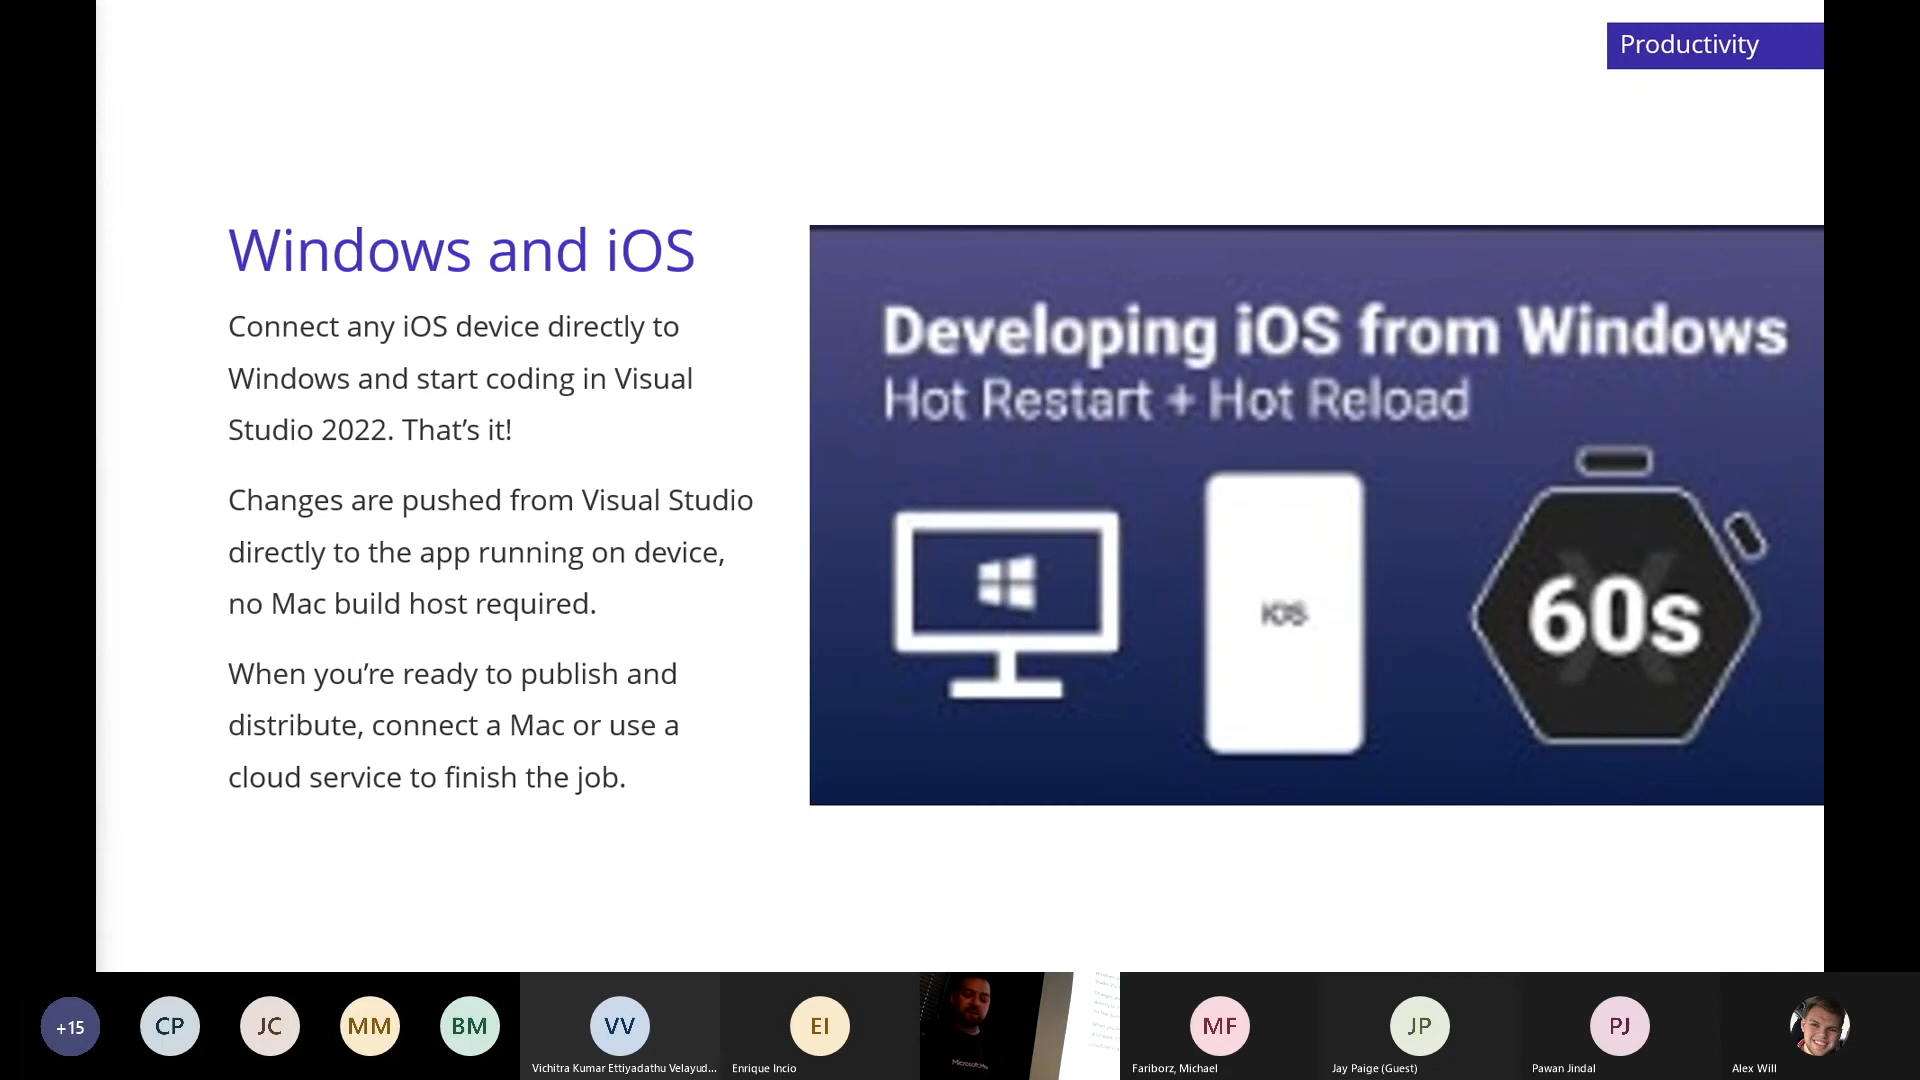 Productivity
Windows and iOS
Connect any iOS device directly to
Windows and start coding in Visual
Studio 2022. That’s it!
Changes are pushed from Visual Studio
directly to the app running on device,
no Mac build host required.
When you’re ready to publish and
distribute, connect a Mac or use a
cloud service to finish the job.
Developing iOS from Windows
Hot Restart + Hot Reload
iOS
60s
+15
CP
JC
MM
BM
VV
EI
MF
JP
PJ
Vichitra Kumar Ettiyadathu Velayud...
Enrique Incio
Fariborz, Michael
Jay Paige (Guest)
Pawan Jindal
Alex Will